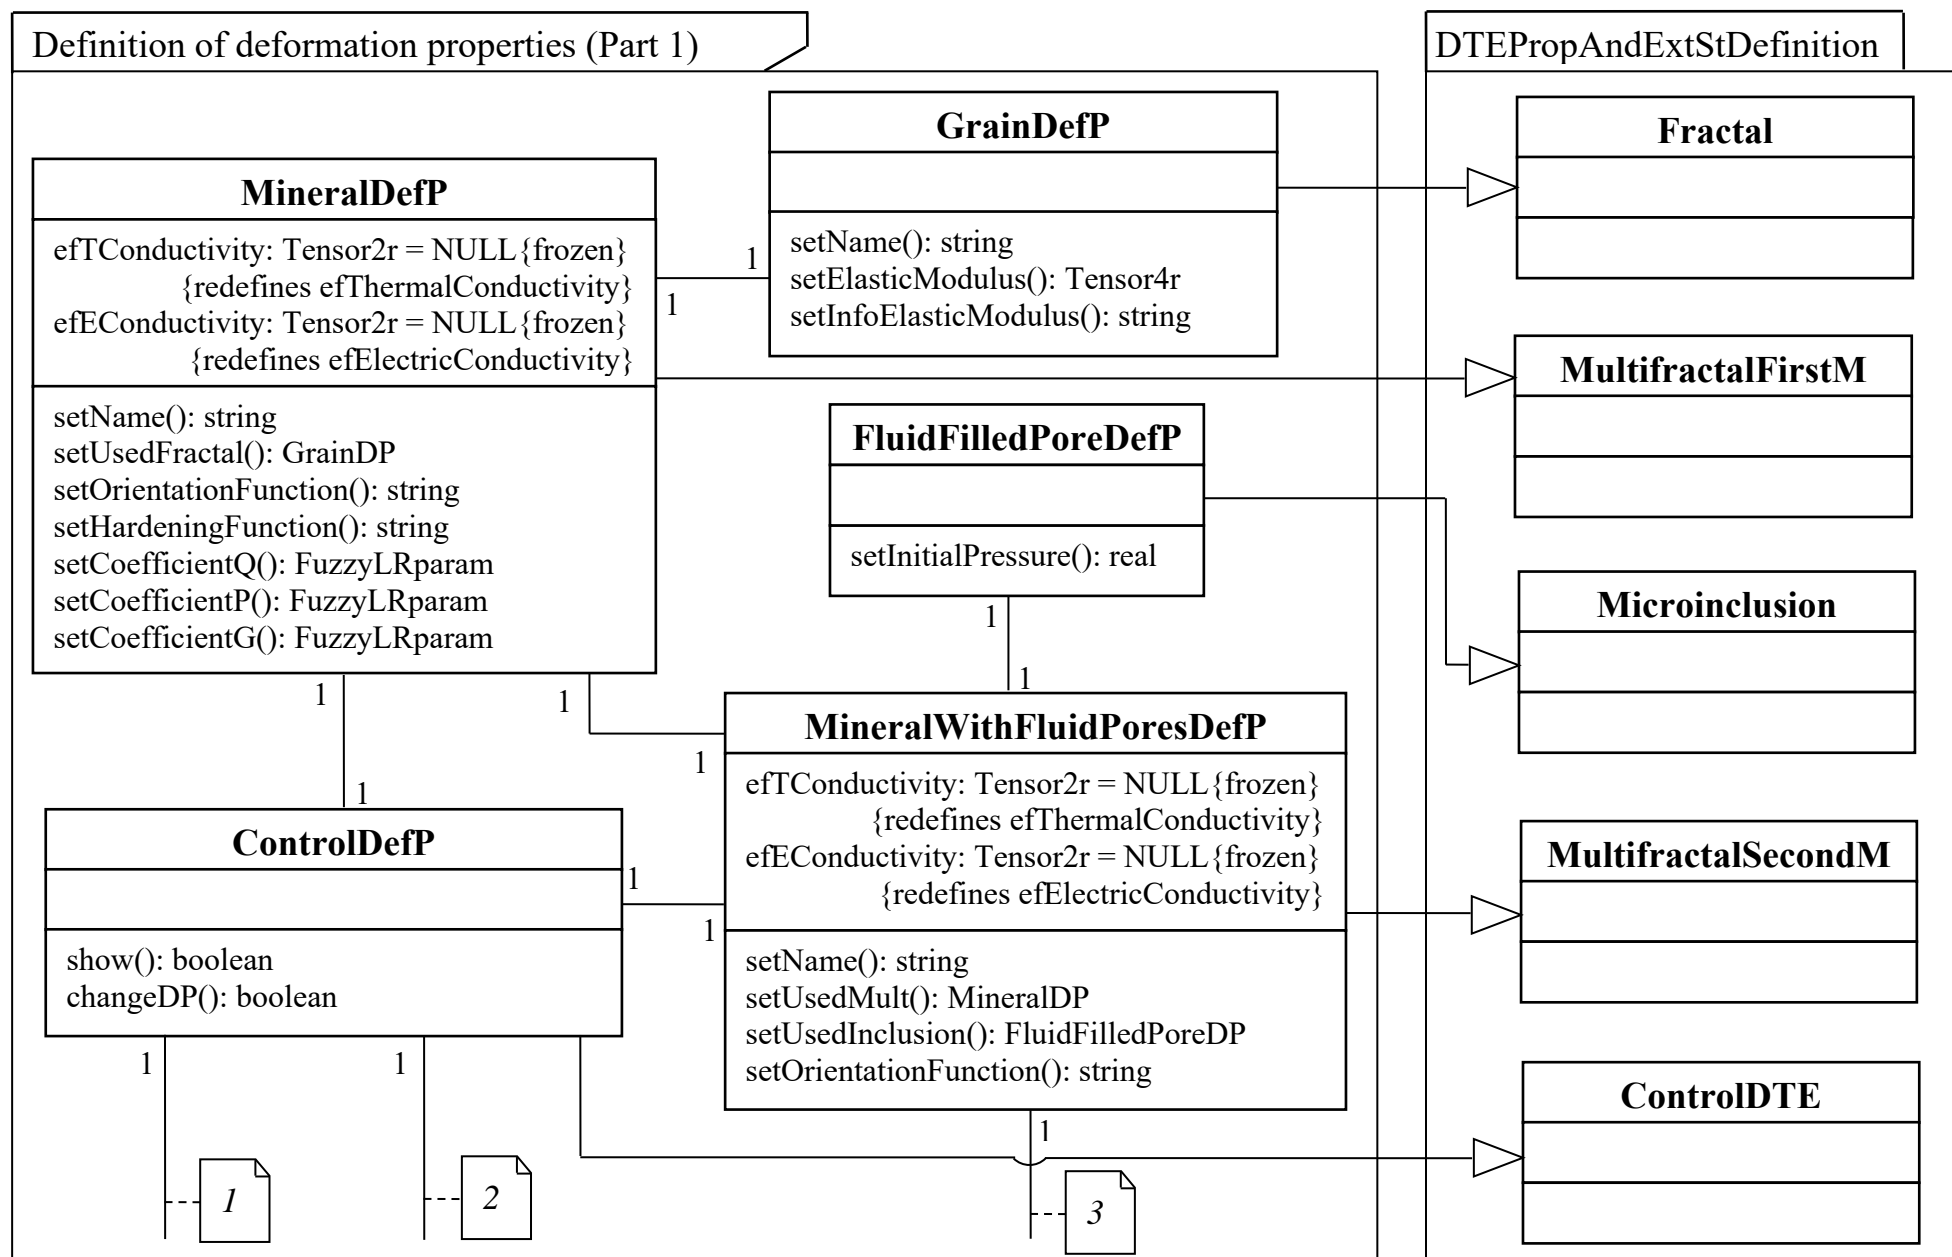 Definition of deformation properties (Part 1)
DTEPropAndExtStDefinition
GrainDefP
setName(): string
setElasticModulus(): Tensor4r
setInfoElasticModulus(): string
Fractal
MineralDefP
efTConductivity: Tensor2r = NULL{frozen}
{redefines efThermalConductivity}
efEConductivity: Tensor2r = NULL{frozen}
{redefines efElectricConductivity}
setName(): string
setUsedFractal(): GrainDP
setOrientationFunction(): string
setHardeningFunction(): string
setCoefficientQ(): FuzzyLRparam
setCoefficientP(): FuzzyLRparam
setCoefficientG(): FuzzyLRparam
1
1
MultifractalFirstM
FluidFilledPoreDefP
setInitialPressure(): real
Microinclusion
1
1
1
1
1
1
MineralWithFluidPoresDefP
efTConductivity: Tensor2r = NULL{frozen}
{redefines efThermalConductivity}
efEConductivity: Tensor2r = NULL{frozen}
{redefines efElectricConductivity}
setName(): string
setUsedMult(): MineralDP
setUsedInclusion(): FluidFilledPoreDP
setOrientationFunction(): string
MultifractalSecondM
ControlDefP
show(): boolean
changeDP(): boolean
1
1
ControlDTE
1
1
1
1
2
3